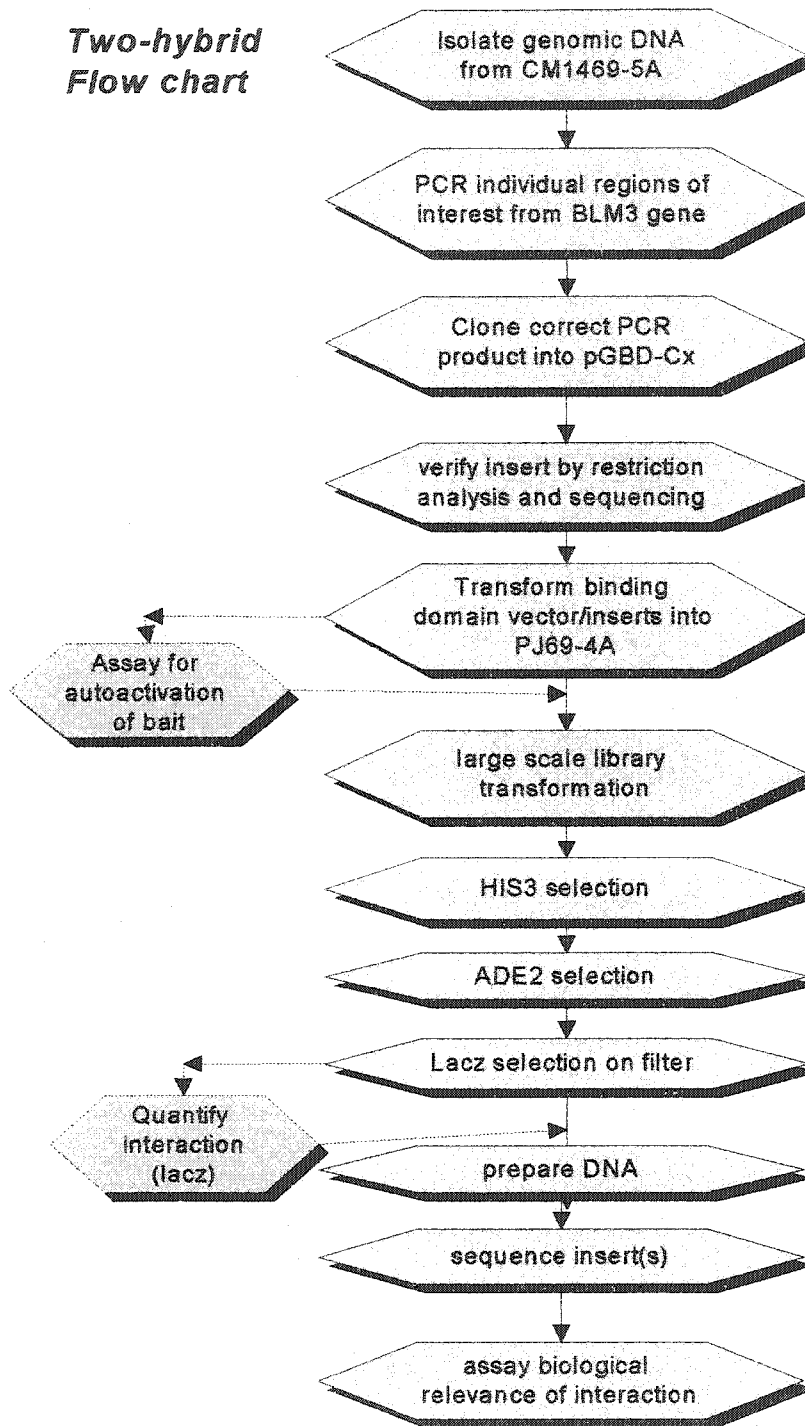 Two-hybrid
Flow chart
Isolate genomic DNA
from CM1469-5A
PCR individual regions of
interest from BLM3 gene
Clone correct PCR
product into pGBD-Cx
verify insert by restriction
analysis and sequencing
Transform binding
domain vector/inserts into
PJ69-4A
Assay for
autoactivation
of bait
large scale library
transformation
HIS3 selection
ADE2 selection
Lacz selection on filter
Quantify
interaction
(lacz)
prepare DNA
sequence insert(s)
assay biological
relevance of interaction